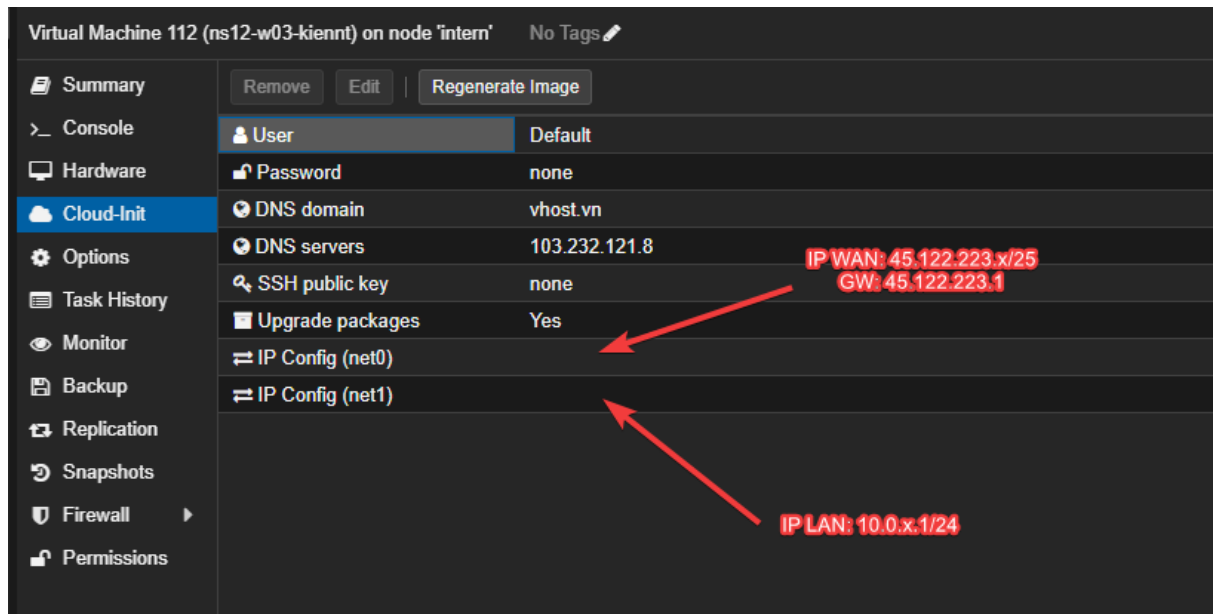 Virtual Machine 112 (ns12-w03-kiennt) on node 'intern' No Tags
Summary
Console
Hardware
Cloud-Init
Options
Task History
Monitor
Backup
Replication
Snapshots
Firewall
Permissions
Remove Edit Regenerate Image
User Default
Password none
DNS domain vhost.vn
DNS servers 103.232.121.8
SSH public key none
Upgrade packages Yes
IP Config (net0)
IP Config (net1)
IP WAN: 45.122.223.x/25
GW: 45.122.223.1
IP LAN: 10.0.x.1/24